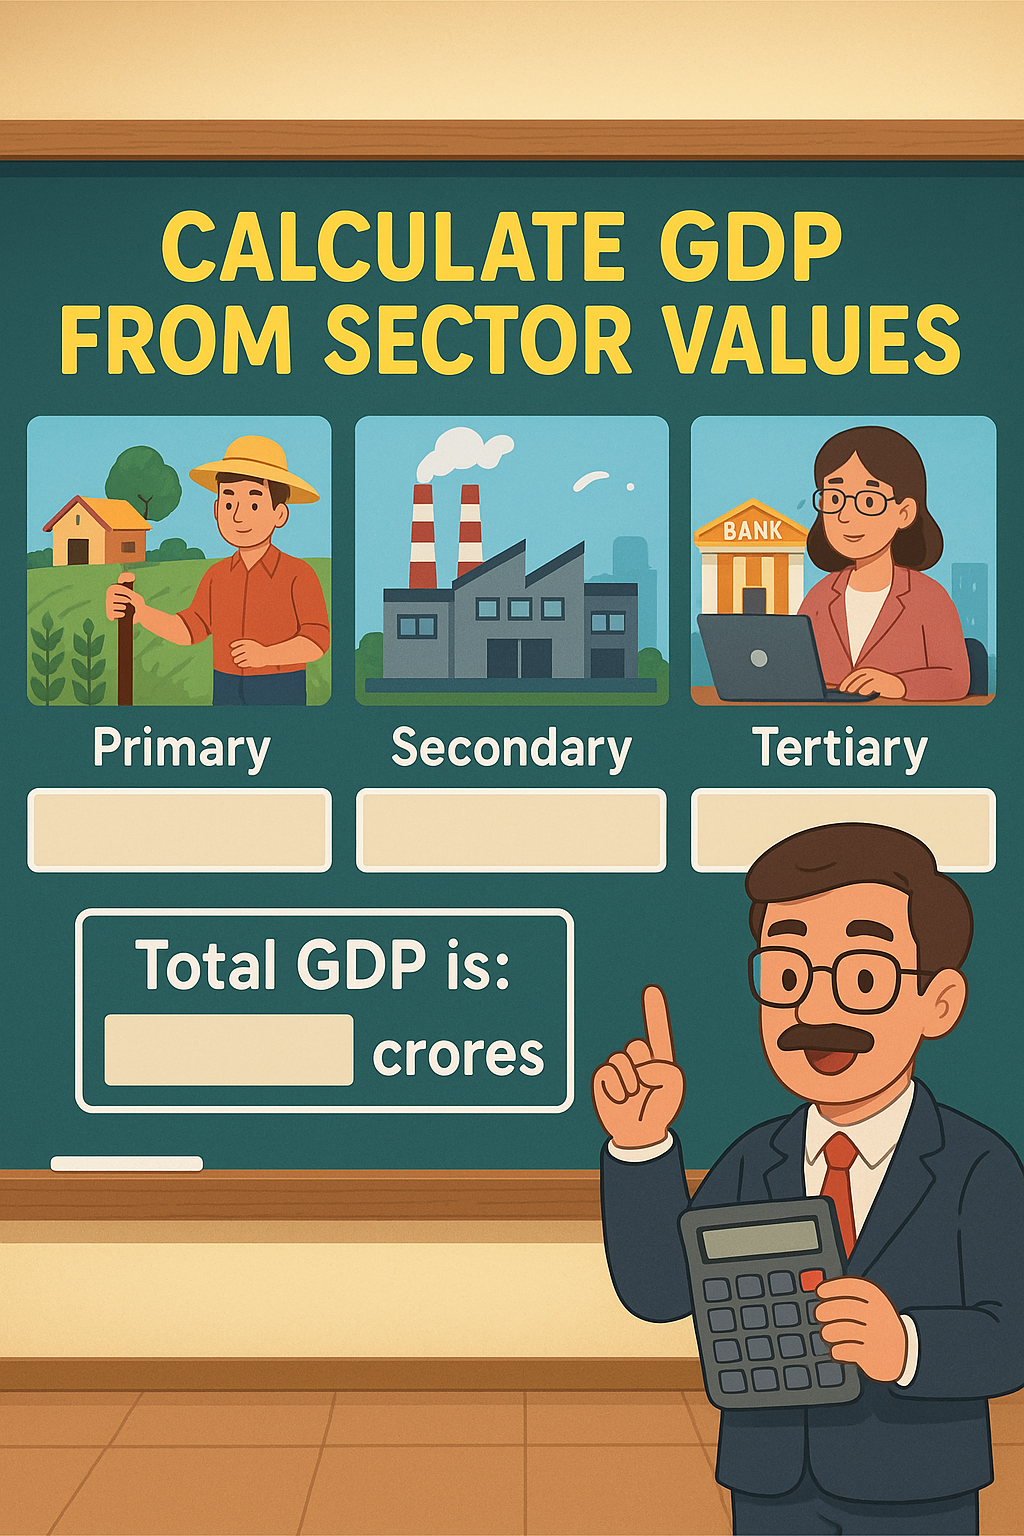 CALCULATE GDP
FROM SECTOR VALUES
BANK
Primary
Secondary
Tertiary
Total GDP is:
crores